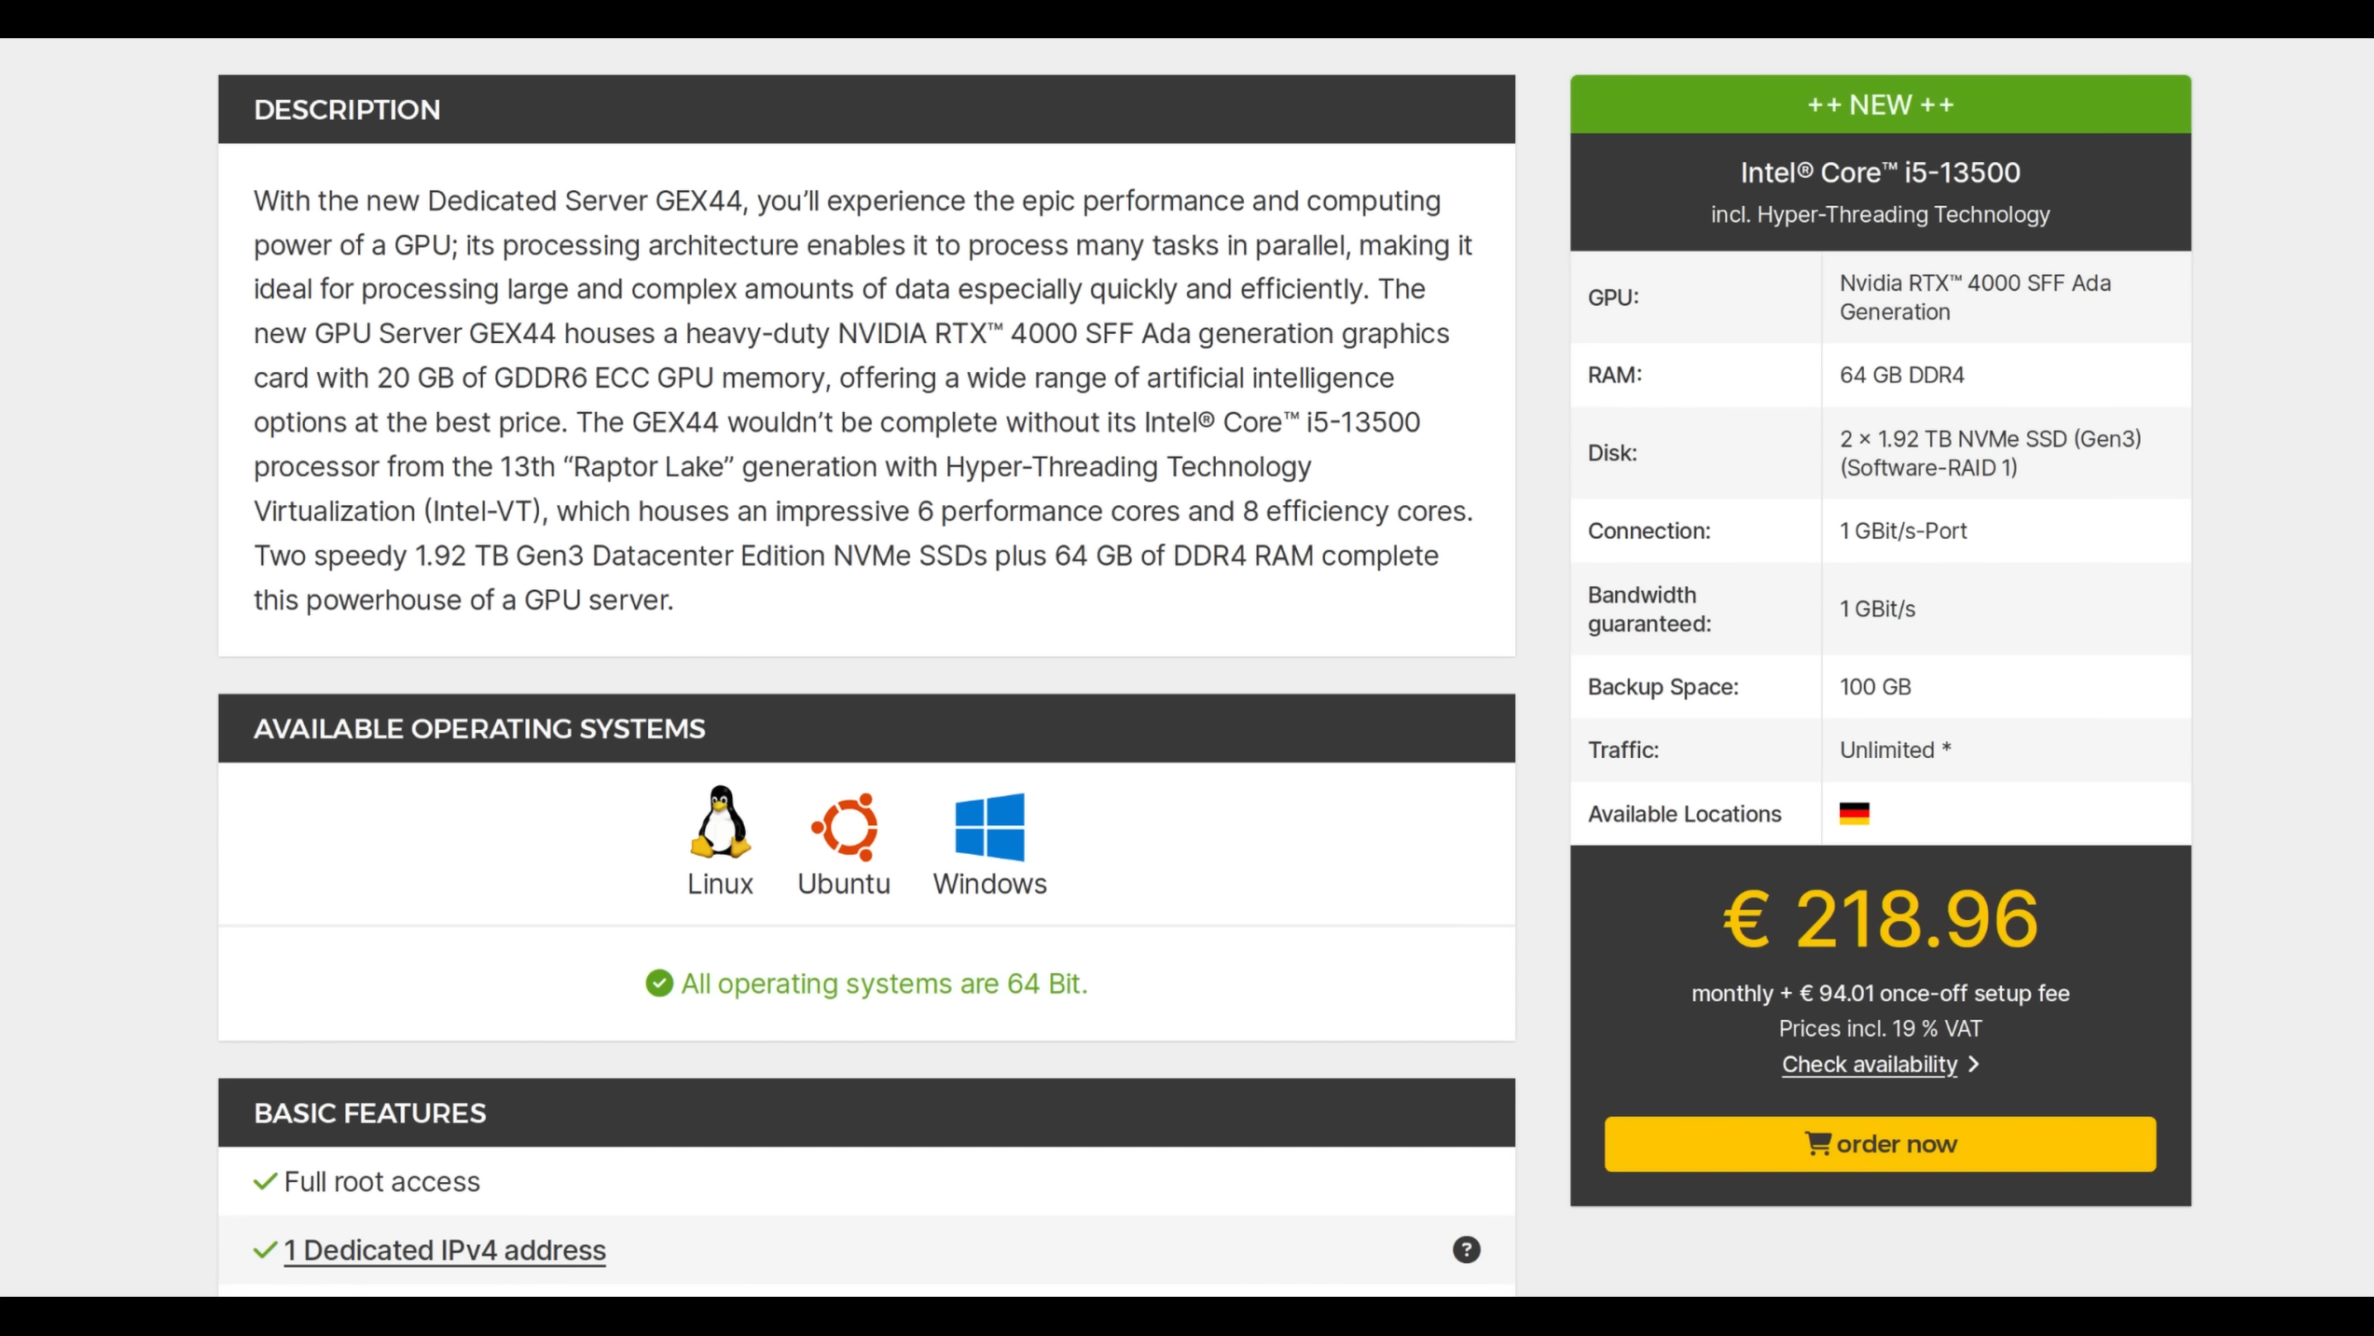 DESCRIPTION
With the new Dedicated Server GEX44, you’ll experience the epic performance and computing
power of a GPU; its processing architecture enables it to process many tasks in parallel, making it
ideal for processing large and complex amounts of data especially quickly and efficiently. The
new GPU Server GEX44 houses a heavy-duty NVIDIA RTX™ 4000 SFF Ada generation graphics
card with 20 GB of GDDR6 ECC GPU memory, offering a wide range of artificial intelligence
options at the best price. The GEX44 wouldn’t be complete without its Intel® Core™ i5-13500
processor from the 13th “Raptor Lake” generation with Hyper-Threading Technology
Virtualization (Intel-VT), which houses an impressive 6 performance cores and 8 efficiency cores.
Two speedy 1.92 TB Gen3 Datacenter Edition NVMe SSDs plus 64 GB of DDR4 RAM complete
this powerhouse of a GPU server.
AVAILABLE OPERATING SYSTEMS
Linux Ubuntu Windows
All operating systems are 64 Bit.
BASIC FEATURES
Full root access
1 Dedicated IPv4 address ?
++ NEW ++
Intel® Core™ i5-13500
incl. Hyper-Threading Technology
GPU: Nvidia RTX™ 4000 SFF Ada
Generation
RAM: 64 GB DDR4
Disk: 2 × 1.92 TB NVMe SSD (Gen3)
(Software-RAID 1)
Connection: 1 GBit/s-Port
Bandwidth
guaranteed: 1 GBit/s
Backup Space: 100 GB
Traffic: Unlimited *
Available Locations
€ 218.96
monthly + € 94.01 once-off setup fee
Prices incl. 19 % VAT
Check availability
order now